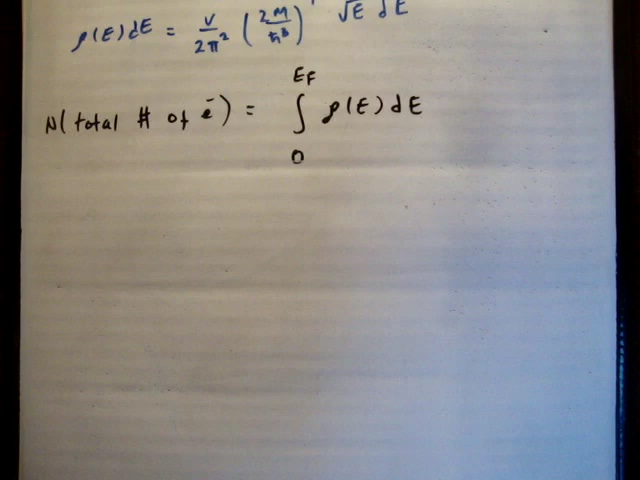 ρ(E)dE = V/2π² (2M/ħ²) √E dE
N(total # of e⁻) = ∫₀^EF ρ(E)dE